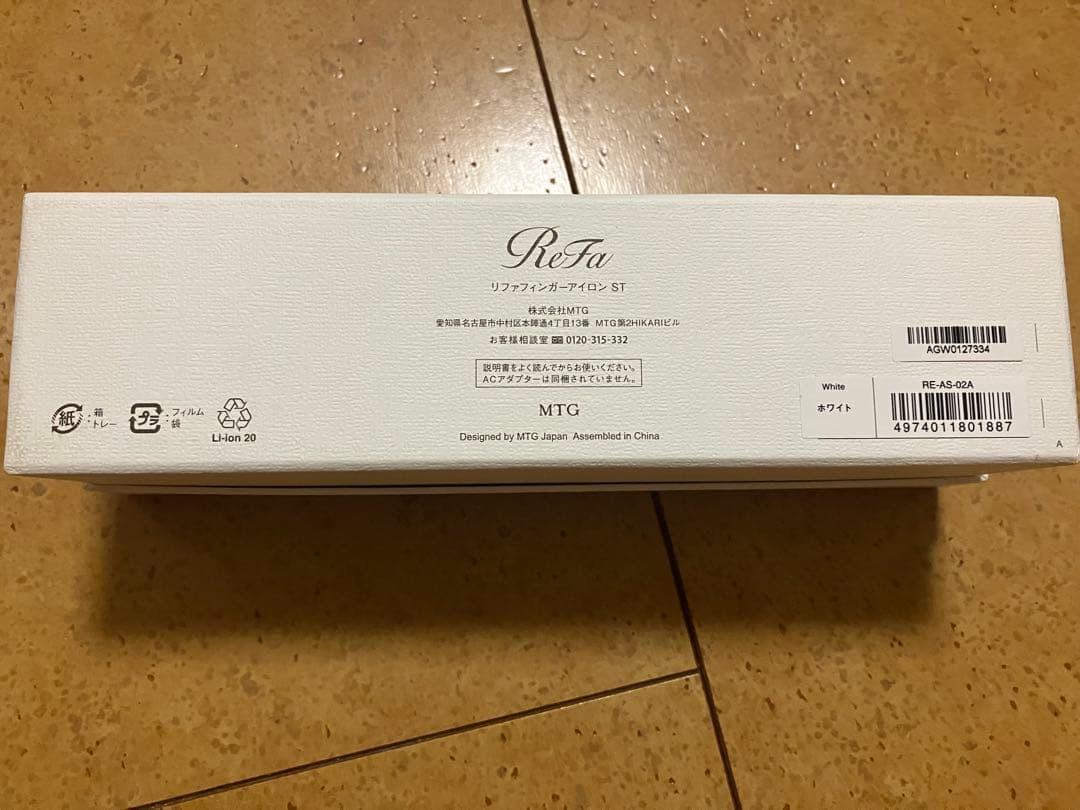 ReFa
リファフィンガーアイロン ST
株式会社MTG
愛知県名古屋市中村区本陣通4丁目13番 MTG第2HIKARIビル
お客様相談室 0120-315-332
説明書をよく読んでからお使いください。
ACアダプターは同梱されていません。
MTG
Designed by MTG Japan Assembled in China
紙 : 箱
トレー
プラ : フィルム
袋
Li-ion 20
AGW0127334
White
ホワイト
RE-AS-02A
4974011801887
A